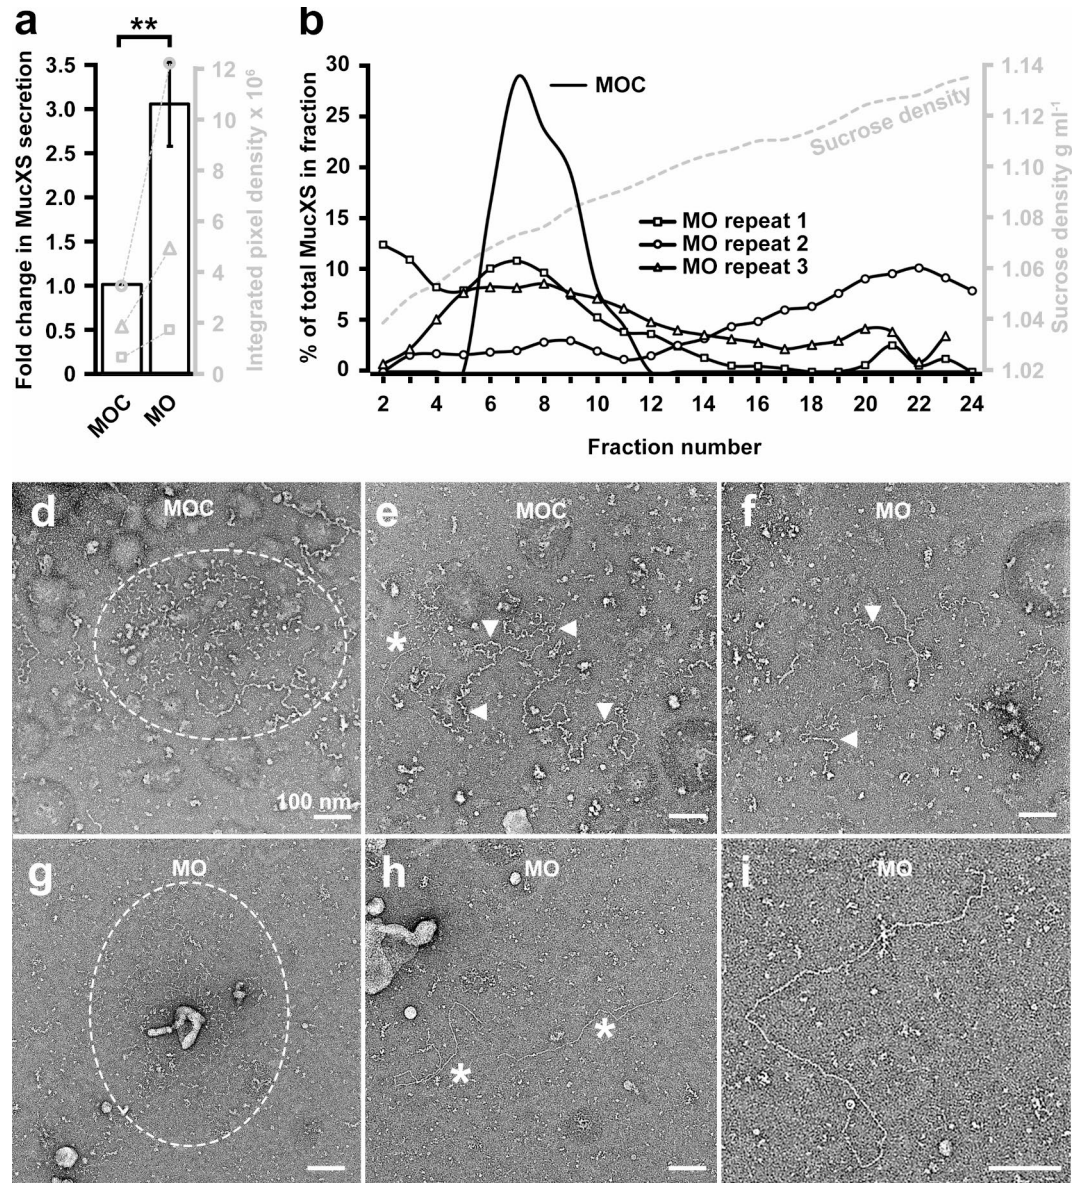 a
**
Fold change in MucXS secretion
3.5
3.0
2.5
2.0
1.5
1.0
0.5
0
12
10
8
6
4
2
0
Integrated pixel density x 10⁶
MOC
MO
b
% of total MucXS in fraction
30
25
20
15
10
5
0
MOC
Sucrose density
MO repeat 1
MO repeat 2
MO repeat 3
1.14
1.12
1.10
1.08
1.06
1.04
1.02
Sucrose density g ml⁻¹
2 4 6 8 10 12 14 16 18 20 22 24
Fraction number
d
MOC
100 nm
e
MOC
*
f
MO
g
MO
h
MO
*
*
i
MO